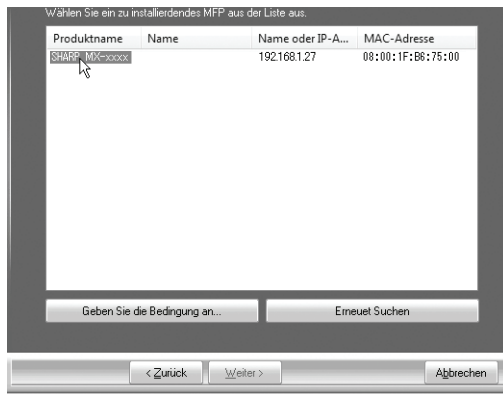 Wählen Sie ein zu installierdendes MFP aus der Liste aus.
Produktname Name Name oder IP-A... MAC-Adresse
SHARP MX-xxxx 192.168.1.27 08:00:1F:B6:75:00
Geben Sie die Bedingung an... Erneuet Suchen
< Zurück Weiter > Abbrechen